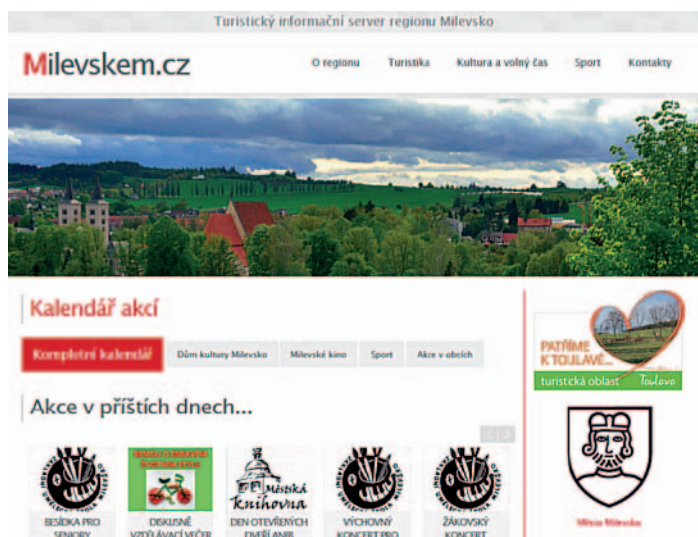 Turistický informační server regionu Milevsko
Milevskem.cz
O regionu Turistika Kultura a volný čas Sport Kontakty
Kalendář akcí
Kompletní kalendář Dům kultury Milevsko Milevské kino Sport Akce v obcích
PATŘÍME
K TOULAVĚ...
turistická oblast Toulava
Akce v příštích dnech...
Městská
Knihovna
BESÍDKA PRO
SENIORY
DISKUSNĚ
VZDĚLÁVACÍ VEČER
DEN OTEVŘENÝCH
DVEŘÍ ANEB
VÝCHOVNÝ
KONCERT PRO
ŽÁKOVSKÝ
KONCERT
Město Milevsko